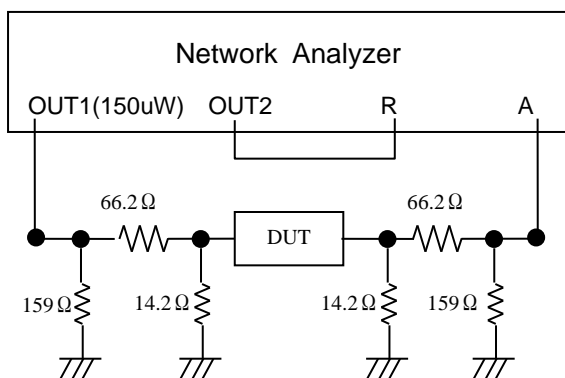 Network Analyzer
OUT1(150uW) OUT2 R A
66.2Ω 66.2Ω
DUT
159Ω 14.2Ω 14.2Ω 159Ω